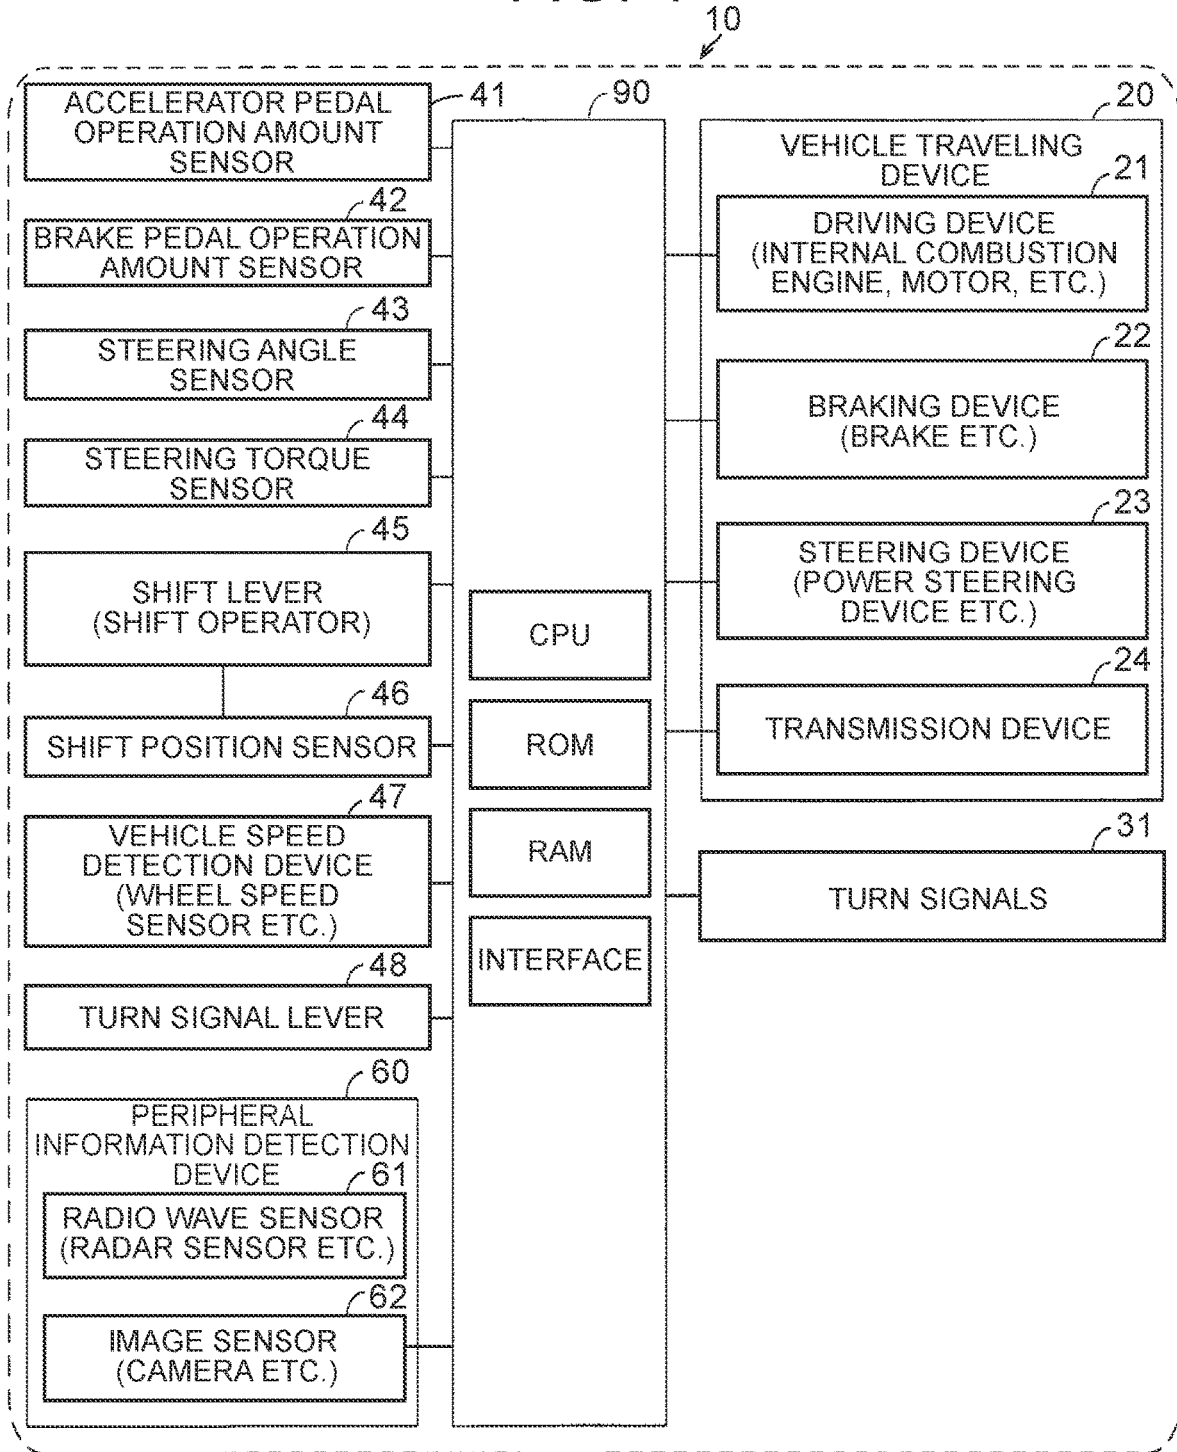 10
ACCELERATOR PEDAL
OPERATION AMOUNT
SENSOR
41
42
BRAKE PEDAL OPERATION
AMOUNT SENSOR
43
STEERING ANGLE
SENSOR
44
STEERING TORQUE
SENSOR
45
SHIFT LEVER
(SHIFT OPERATOR)
46
SHIFT POSITION SENSOR
47
VEHICLE SPEED
DETECTION DEVICE
(WHEEL SPEED
SENSOR ETC.)
48
TURN SIGNAL LEVER
60
PERIPHERAL
INFORMATION DETECTION
DEVICE
61
RADIO WAVE SENSOR
(RADAR SENSOR ETC.)
62
IMAGE SENSOR
(CAMERA ETC.)
90
CPU
ROM
RAM
INTERFACE
20
VEHICLE TRAVELING
DEVICE
21
DRIVING DEVICE
(INTERNAL COMBUSTION
ENGINE, MOTOR, ETC.)
22
BRAKING DEVICE
(BRAKE ETC.)
23
STEERING DEVICE
(POWER STEERING
DEVICE ETC.)
24
TRANSMISSION DEVICE
31
TURN SIGNALS